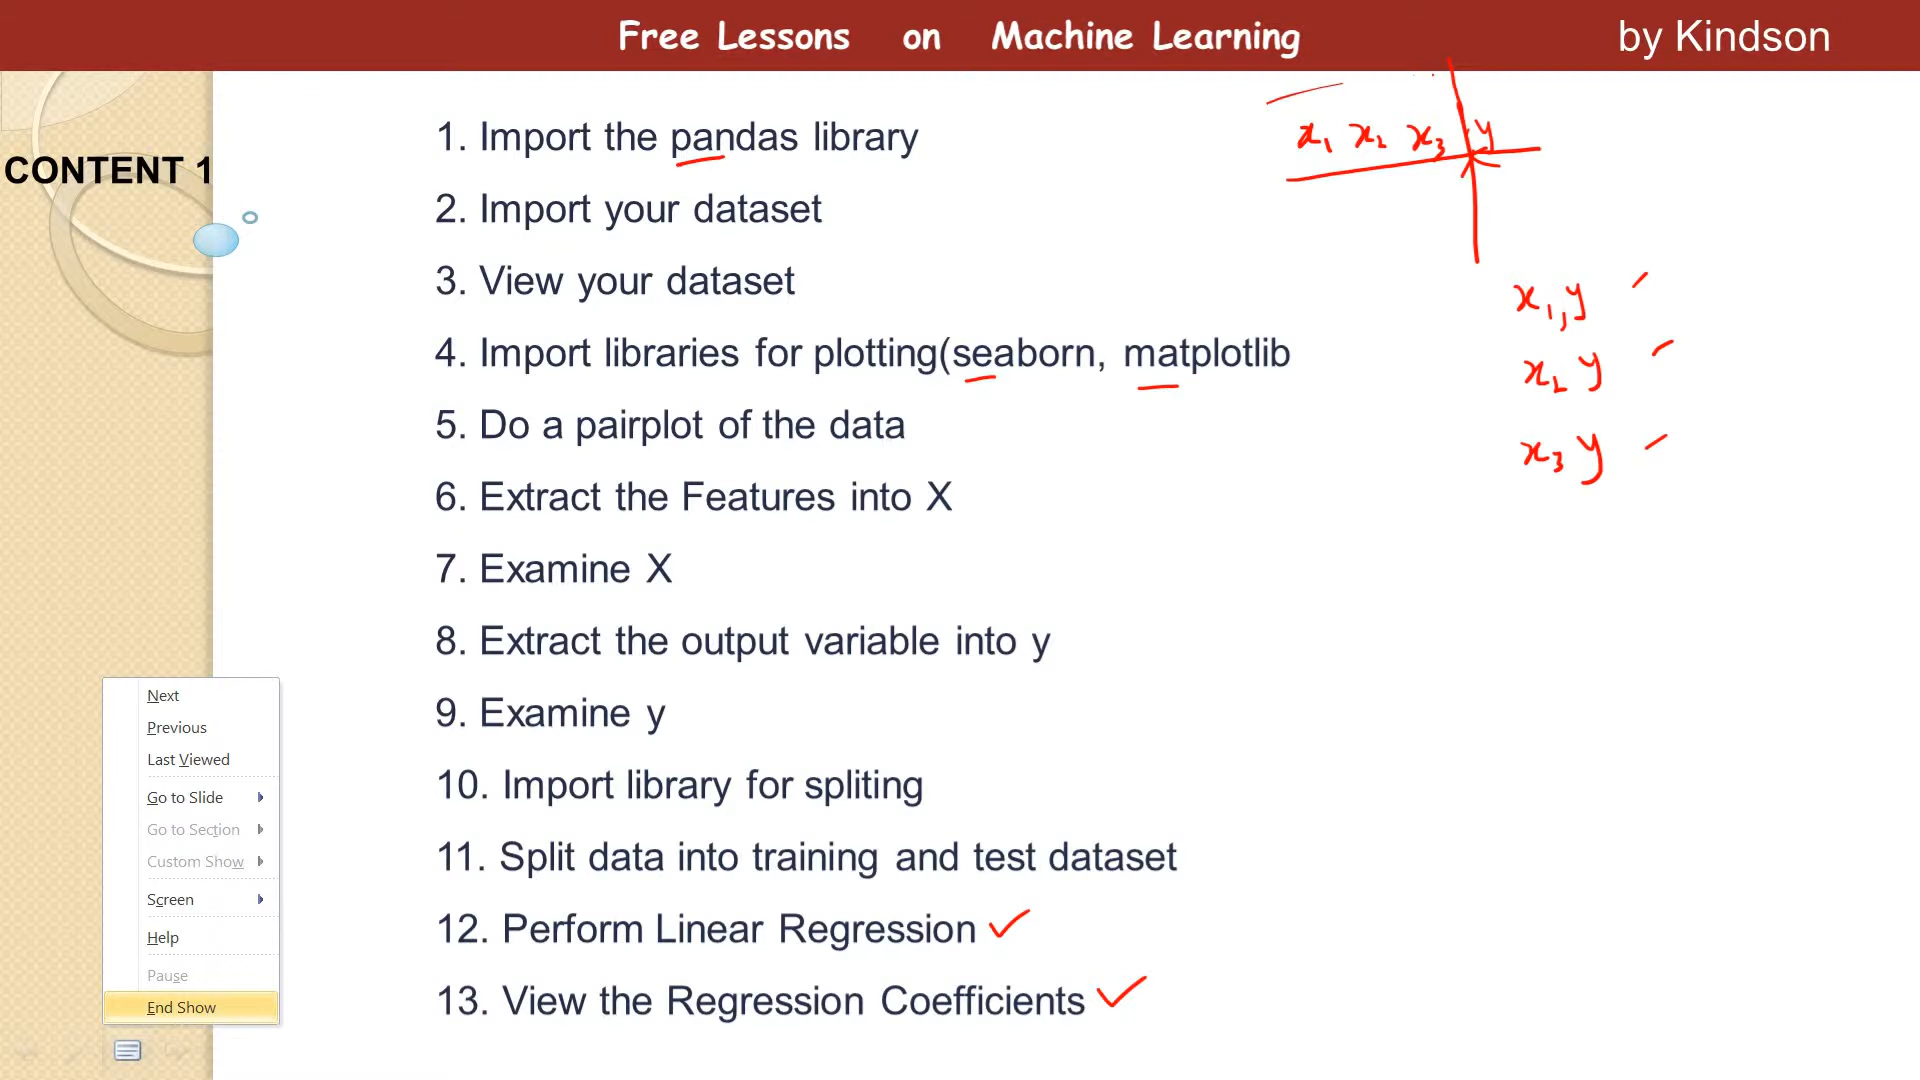 Free Lessons on Machine Learning
by Kindson
CONTENT 1
1. Import the pandas library
2. Import your dataset
3. View your dataset
4. Import libraries for plotting(seaborn, matplotlib
5. Do a pairplot of the data
6. Extract the Features into X
7. Examine X
8. Extract the output variable into y
9. Examine y
10. Import library for spliting
11. Split data into training and test dataset
12. Perform Linear Regression
13. View the Regression Coefficients
x1 x2 x3 y
x1, y
x2 y
x3 y
Next
Previous
Last Viewed
Go to Slide
Go to Section
Custom Show
Screen
Help
Pause
End Show